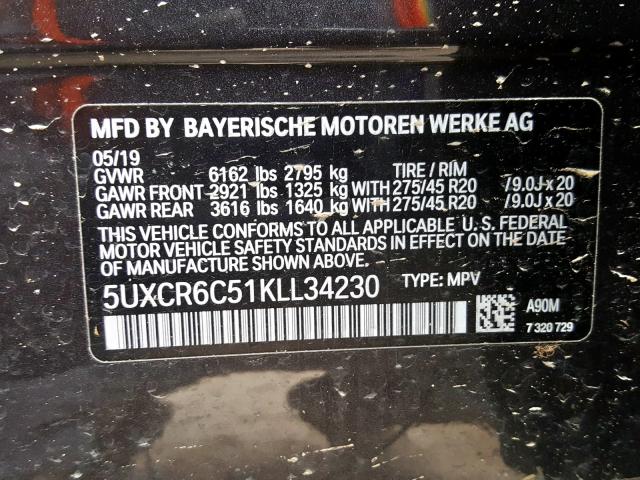 MFD BY BAYERISCHE MOTOREN WERKE AG
05/19
GVWR 6162 lbs 2795 kg TIRE / RIM
GAWR FRONT 2921 lbs 1325 kg WITH 275/45 R20 /9.0J x 20
GAWR REAR 3616 lbs 1640 kg WITH 275/45 R20 /9.0J x 20
THIS VEHICLE CONFORMS TO ALL APPLICABLE U. S. FEDERAL
MOTOR VEHICLE SAFETY STANDARDS IN EFFECT ON THE DATE
OF MANUFACTURE SHOWN ABOVE.
5UXCR6C51KLL34230 TYPE: MPV
A90M
7 320 729